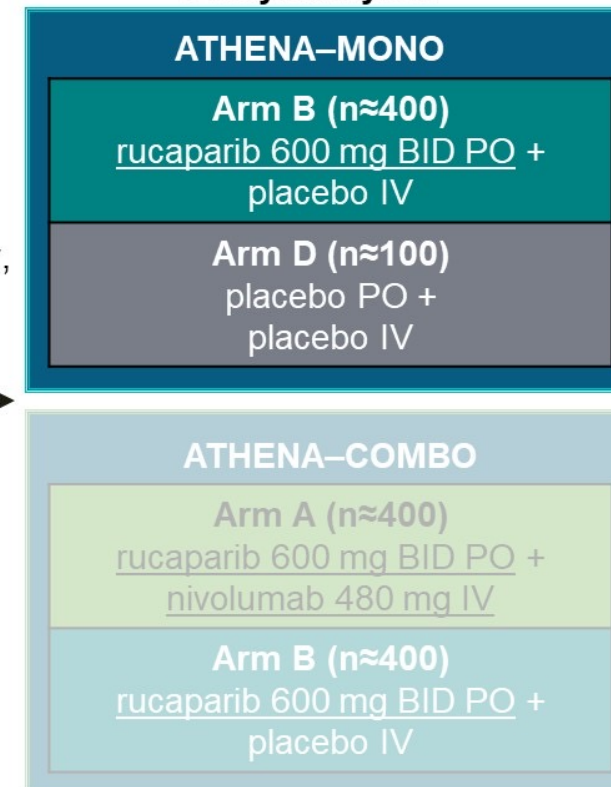 ATHENA–MONO
Arm B (n≈400)
rucaparib 600 mg BID PO +
placebo IV
Arm D (n≈100)
placebo PO +
placebo IV
ATHENA–COMBO
Arm A (n≈400)
rucaparib 600 mg BID PO +
nivolumab 480 mg IV
Arm B (n≈400)
rucaparib 600 mg BID PO +
placebo IV